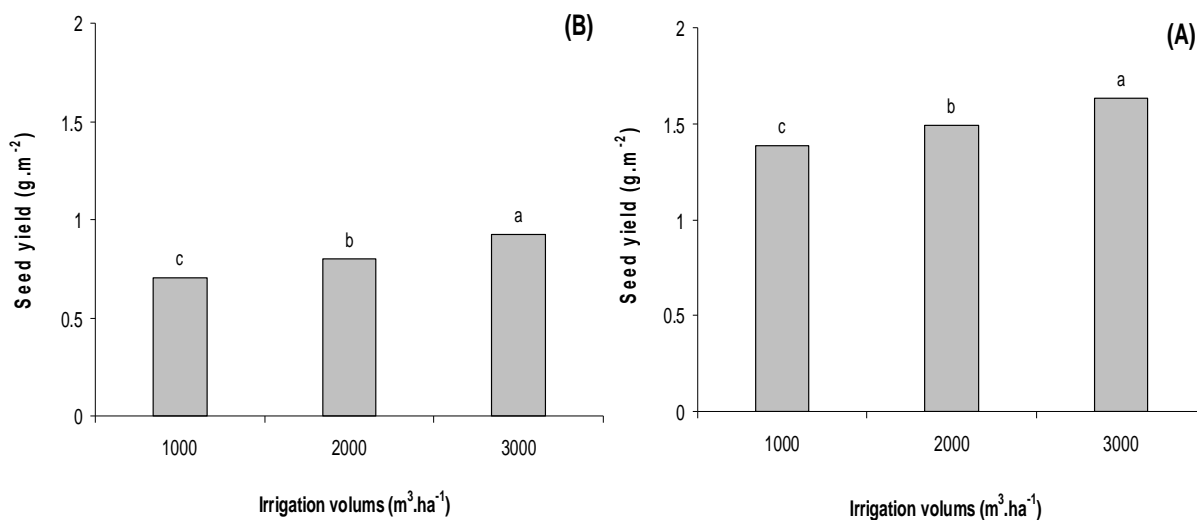 (B)
Seed yield (g.m-2)
2
1.5
1
0.5
0
c
b
a
1000
2000
3000
Irrigation volums (m3.ha-1)
(A)
Seed yield (g.m-2)
2
1.5
1
0.5
0
c
b
a
1000
2000
3000
Irrigation volums (m3.ha-1)